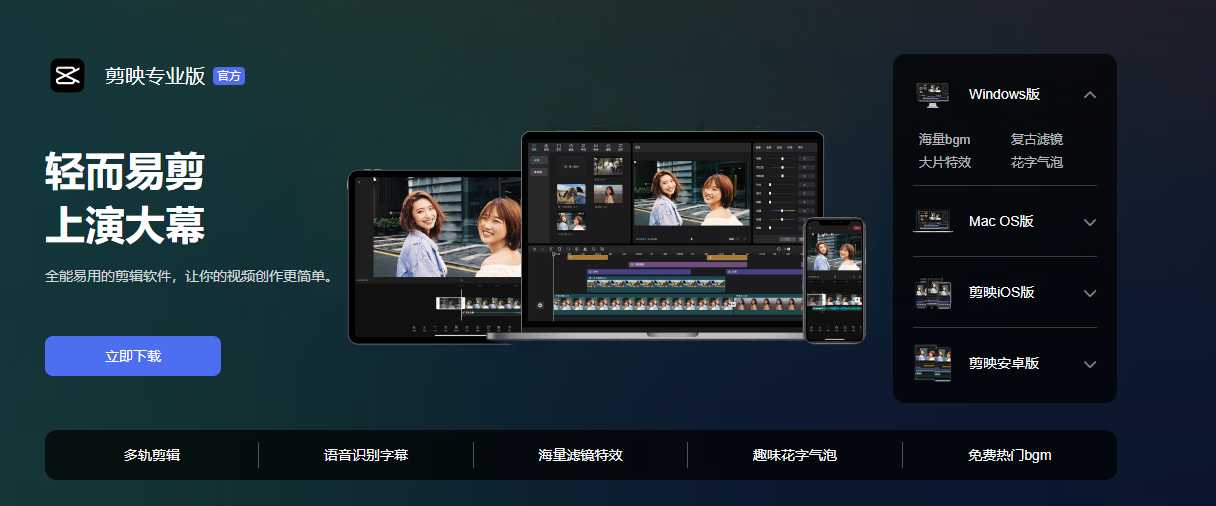 剪映专业版 官方
轻而易剪
上演大幕
全能易用的剪辑软件，让你的视频创作更简单。
立即下载
Windows版
海量bgm 复古滤镜
大片特效 花字气泡
Mac OS版
剪映iOS版
剪映安卓版
多轨剪辑 语音识别字幕 海量滤镜特效 趣味花字气泡 免费热门bgm